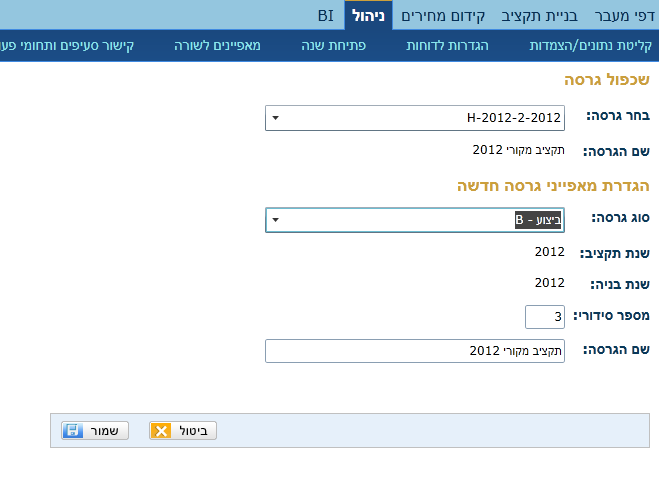 דפי מעבר בניית תקציב קידום מחירים ניהול BI
קליטת נתונים/הצמדות הגדרות לדוחות פתיחת שנה מאפיינים לשורה קישור סעיפים ותחומי פעו
שכפול גרסה
בחר גרסה: H-2012-2-2012
שם הגרסה: תקציב מקורי 2012
הגדרת מאפייני גרסה חדשה
סוג גרסה: ביצוע - B
שנת תקציב: 2012
שנת בניה: 2012
מספר סידורי: 3
שם הגרסה: תקציב מקורי 2012
ביטול שמור